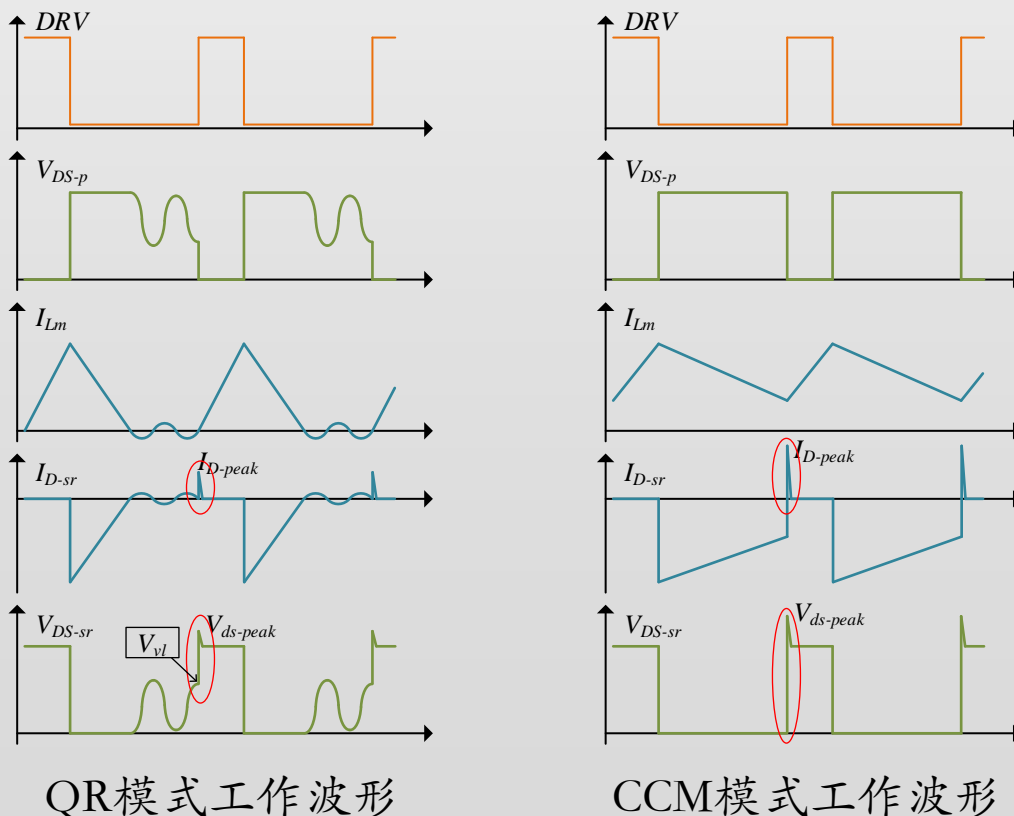 DRV
V_DS-p
I_Lm
I_D-sr
I_D-peak
V_DS-sr
V_vl
V_ds-peak
QR模式工作波形
DRV
V_DS-p
I_Lm
I_D-sr
I_D-peak
V_DS-sr
V_ds-peak
CCM模式工作波形